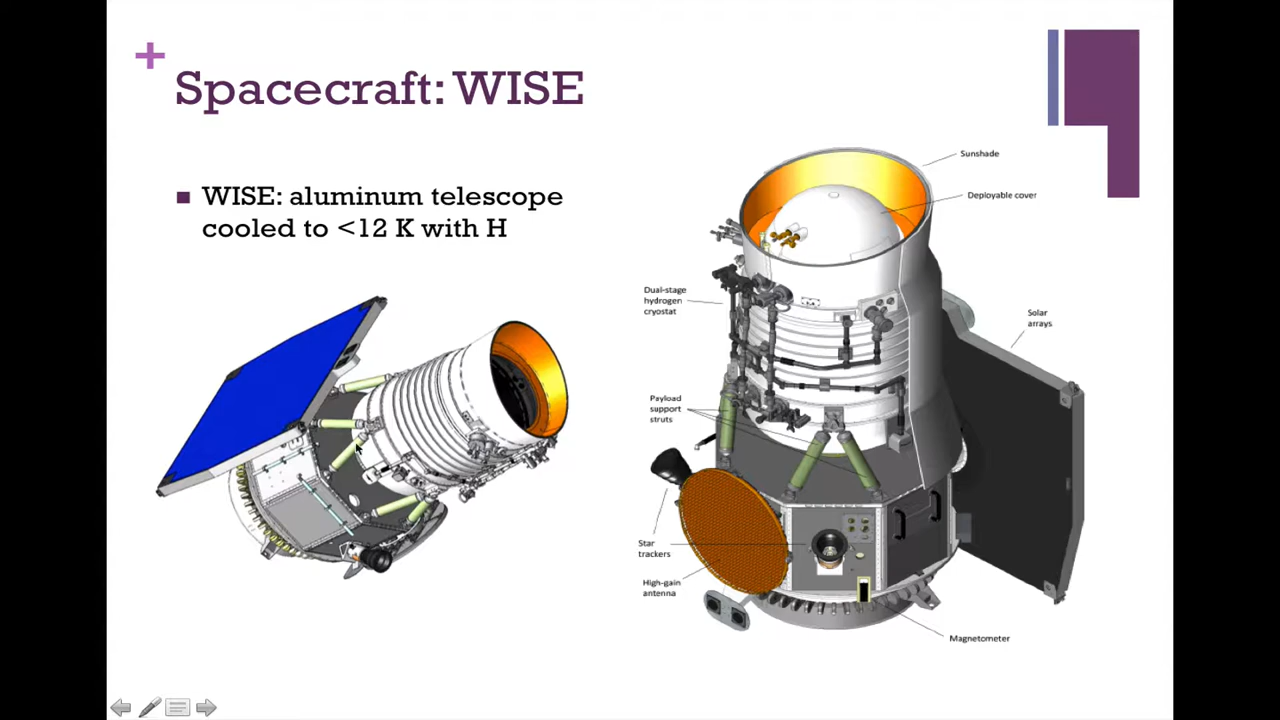 +
Spacecraft: WISE
WISE: aluminum telescope
cooled to <12 K with H
Sunshade
Deployable cover
Dual-stage
hydrogen
cryostat
Solar
arrays
Payload
support
struts
Star
trackers
High-gain
antenna
Magnetometer